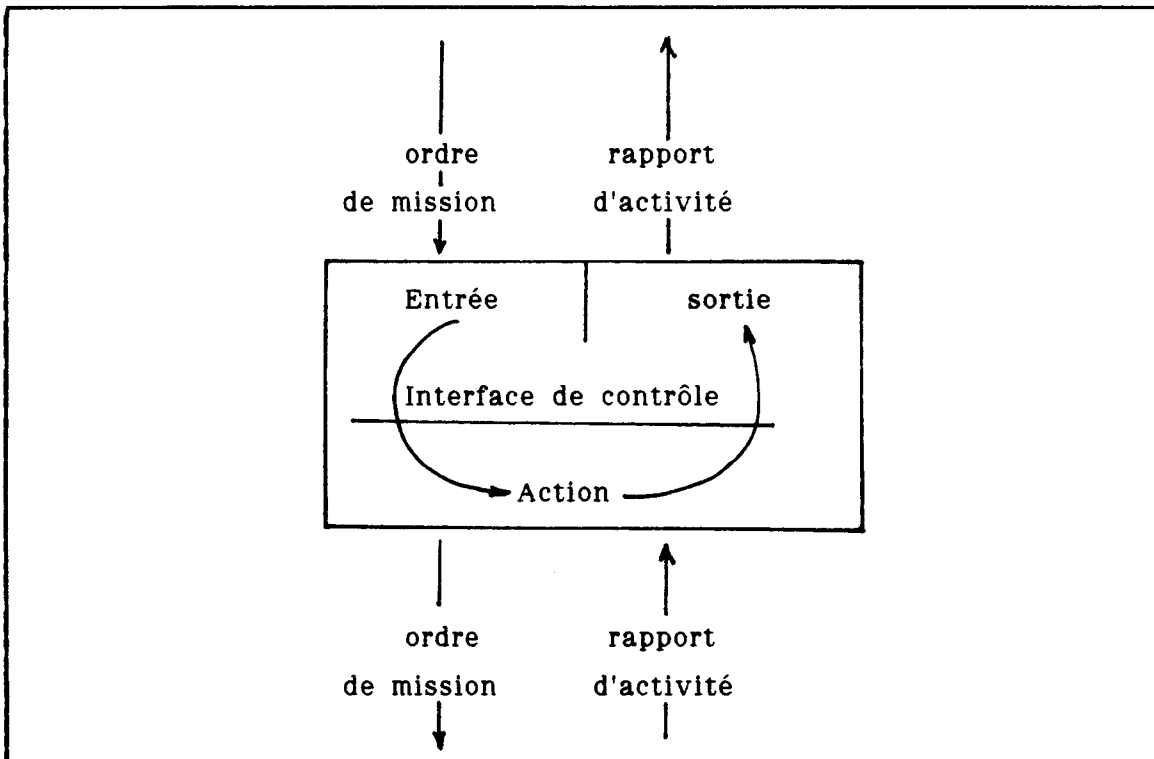 ordre
de mission
rapport
d'activité
Entrée
sortie
Interface de contrôle
Action
ordre
de mission
rapport
d'activité